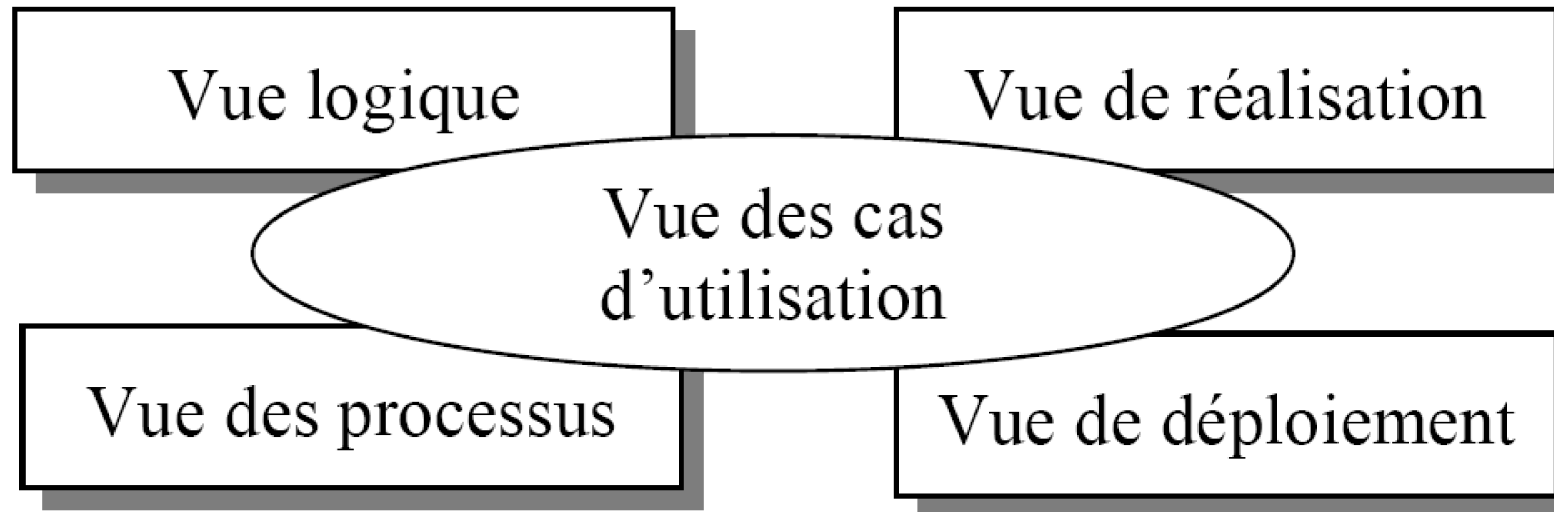 Vue logique
Vue de réalisation
Vue des cas
d’utilisation
Vue des processus
Vue de déploiement